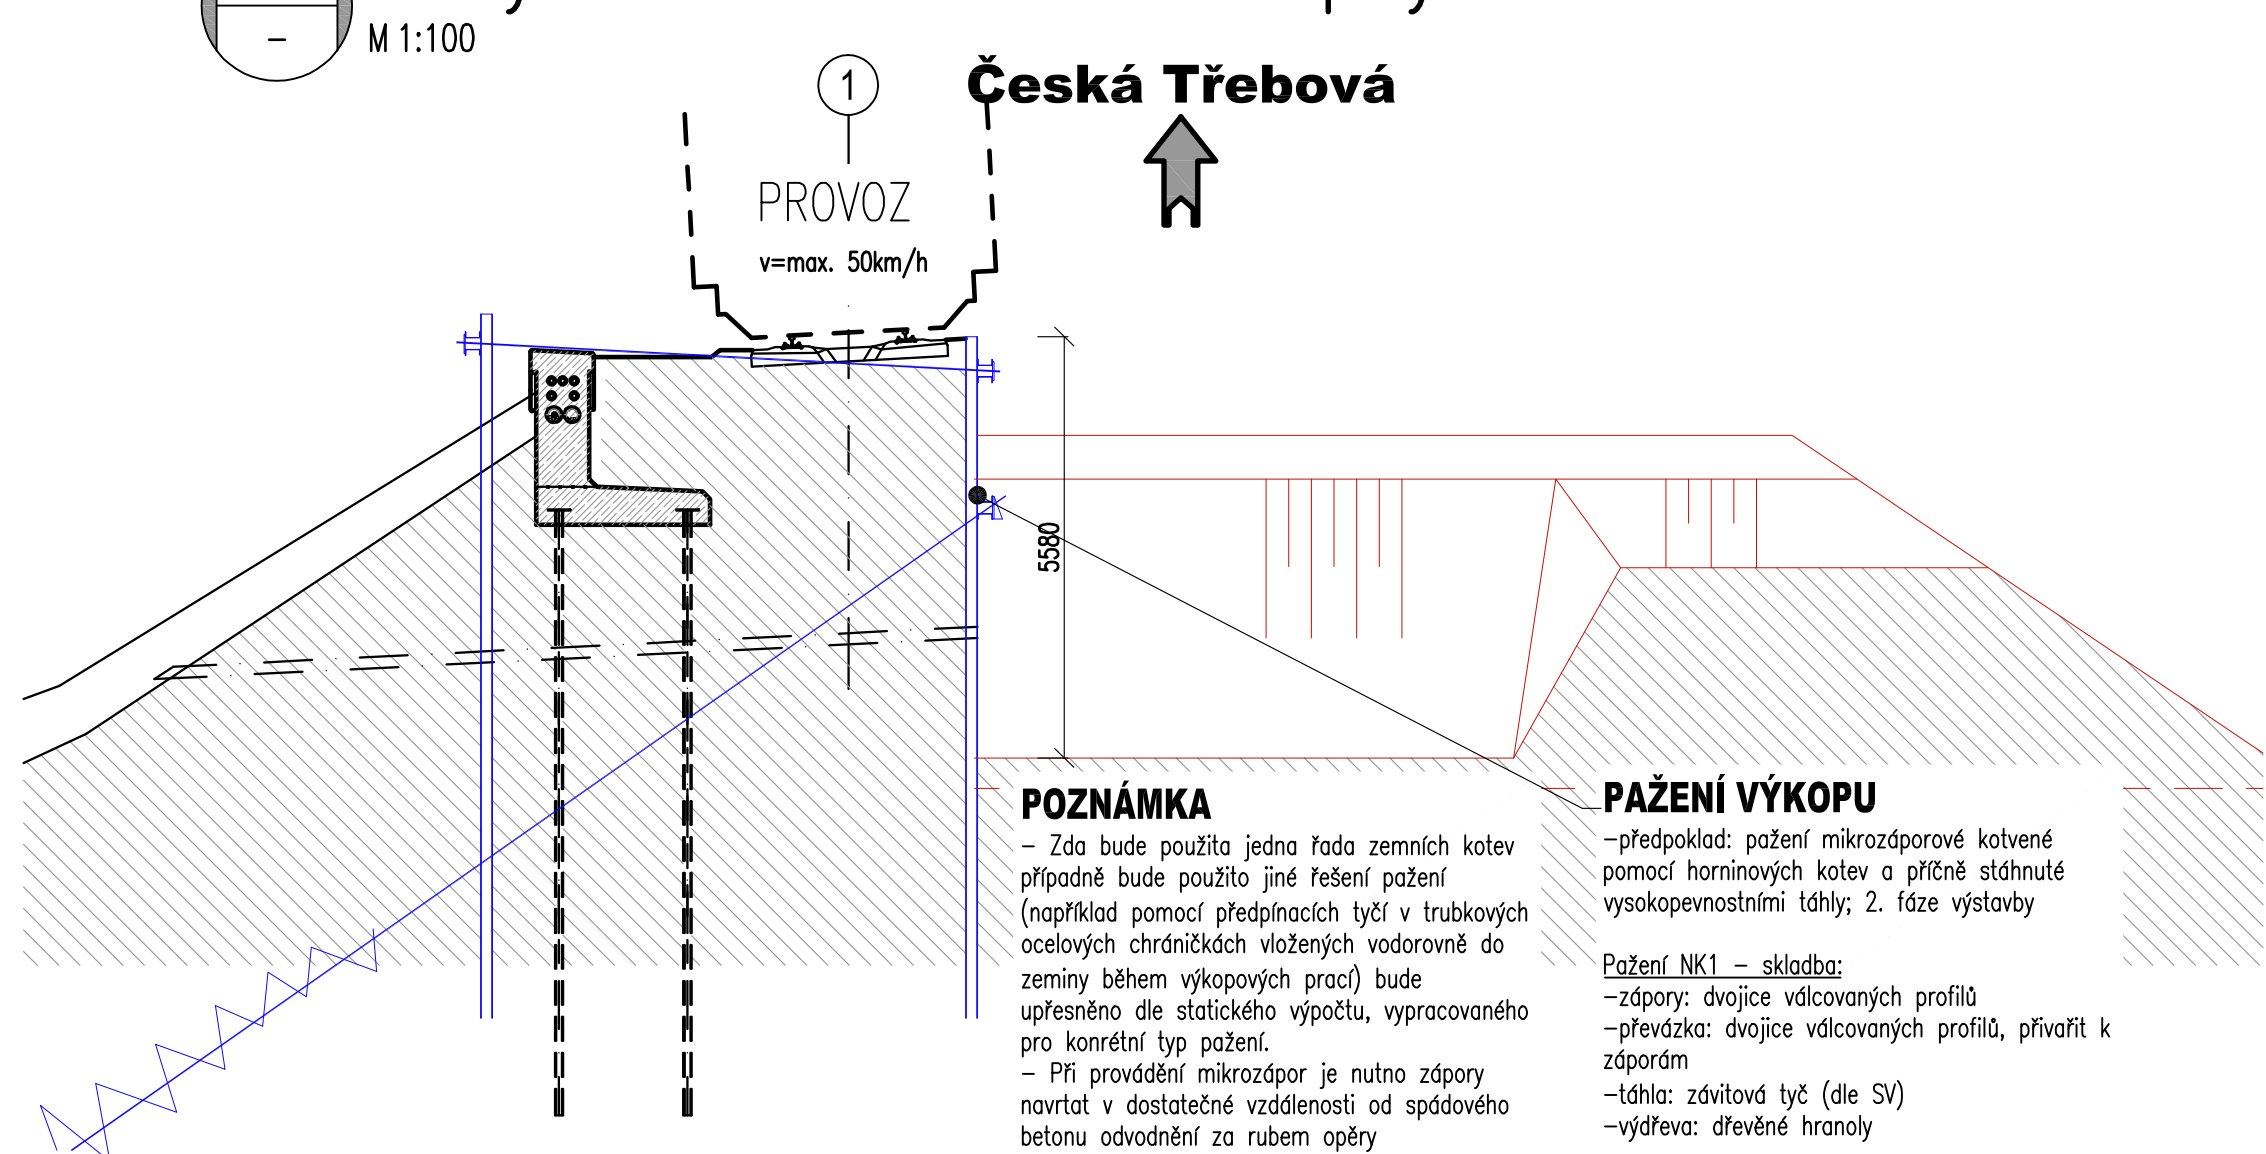 M 1:100
1
Česká Třebová
PROVOZ
v=max. 50km/h
5580
POZNÁMKA
– Zda bude použita jedna řada zemních kotev
případně bude použito jiné řešení pažení
(například pomocí předpínacích tyčí v trubkových
ocelových chráničkách vložených vodorovně do
zeminy během výkopových prací) bude
upřesněno dle statického výpočtu, vypracovaného
pro konrétní typ pažení.
– Při provádění mikrozápor je nutno zápory
navrtat v dostatečné vzdálenosti od spádového
betonu odvodnění za rubem opěry
PAŽENÍ VÝKOPU
–předpoklad: pažení mikrozáporové kotvené
pomocí horninových kotev a příčně stáhnuté
vysokopevnostními táhly; 2. fáze výstavby
Pažení NK1 – skladba:
–zápory: dvojice válcovaných profilů
–převázka: dvojice válcovaných profilů, přivařit k
záporám
–táhla: závitová tyč (dle SV)
–výdřeva: dřevěné hranoly